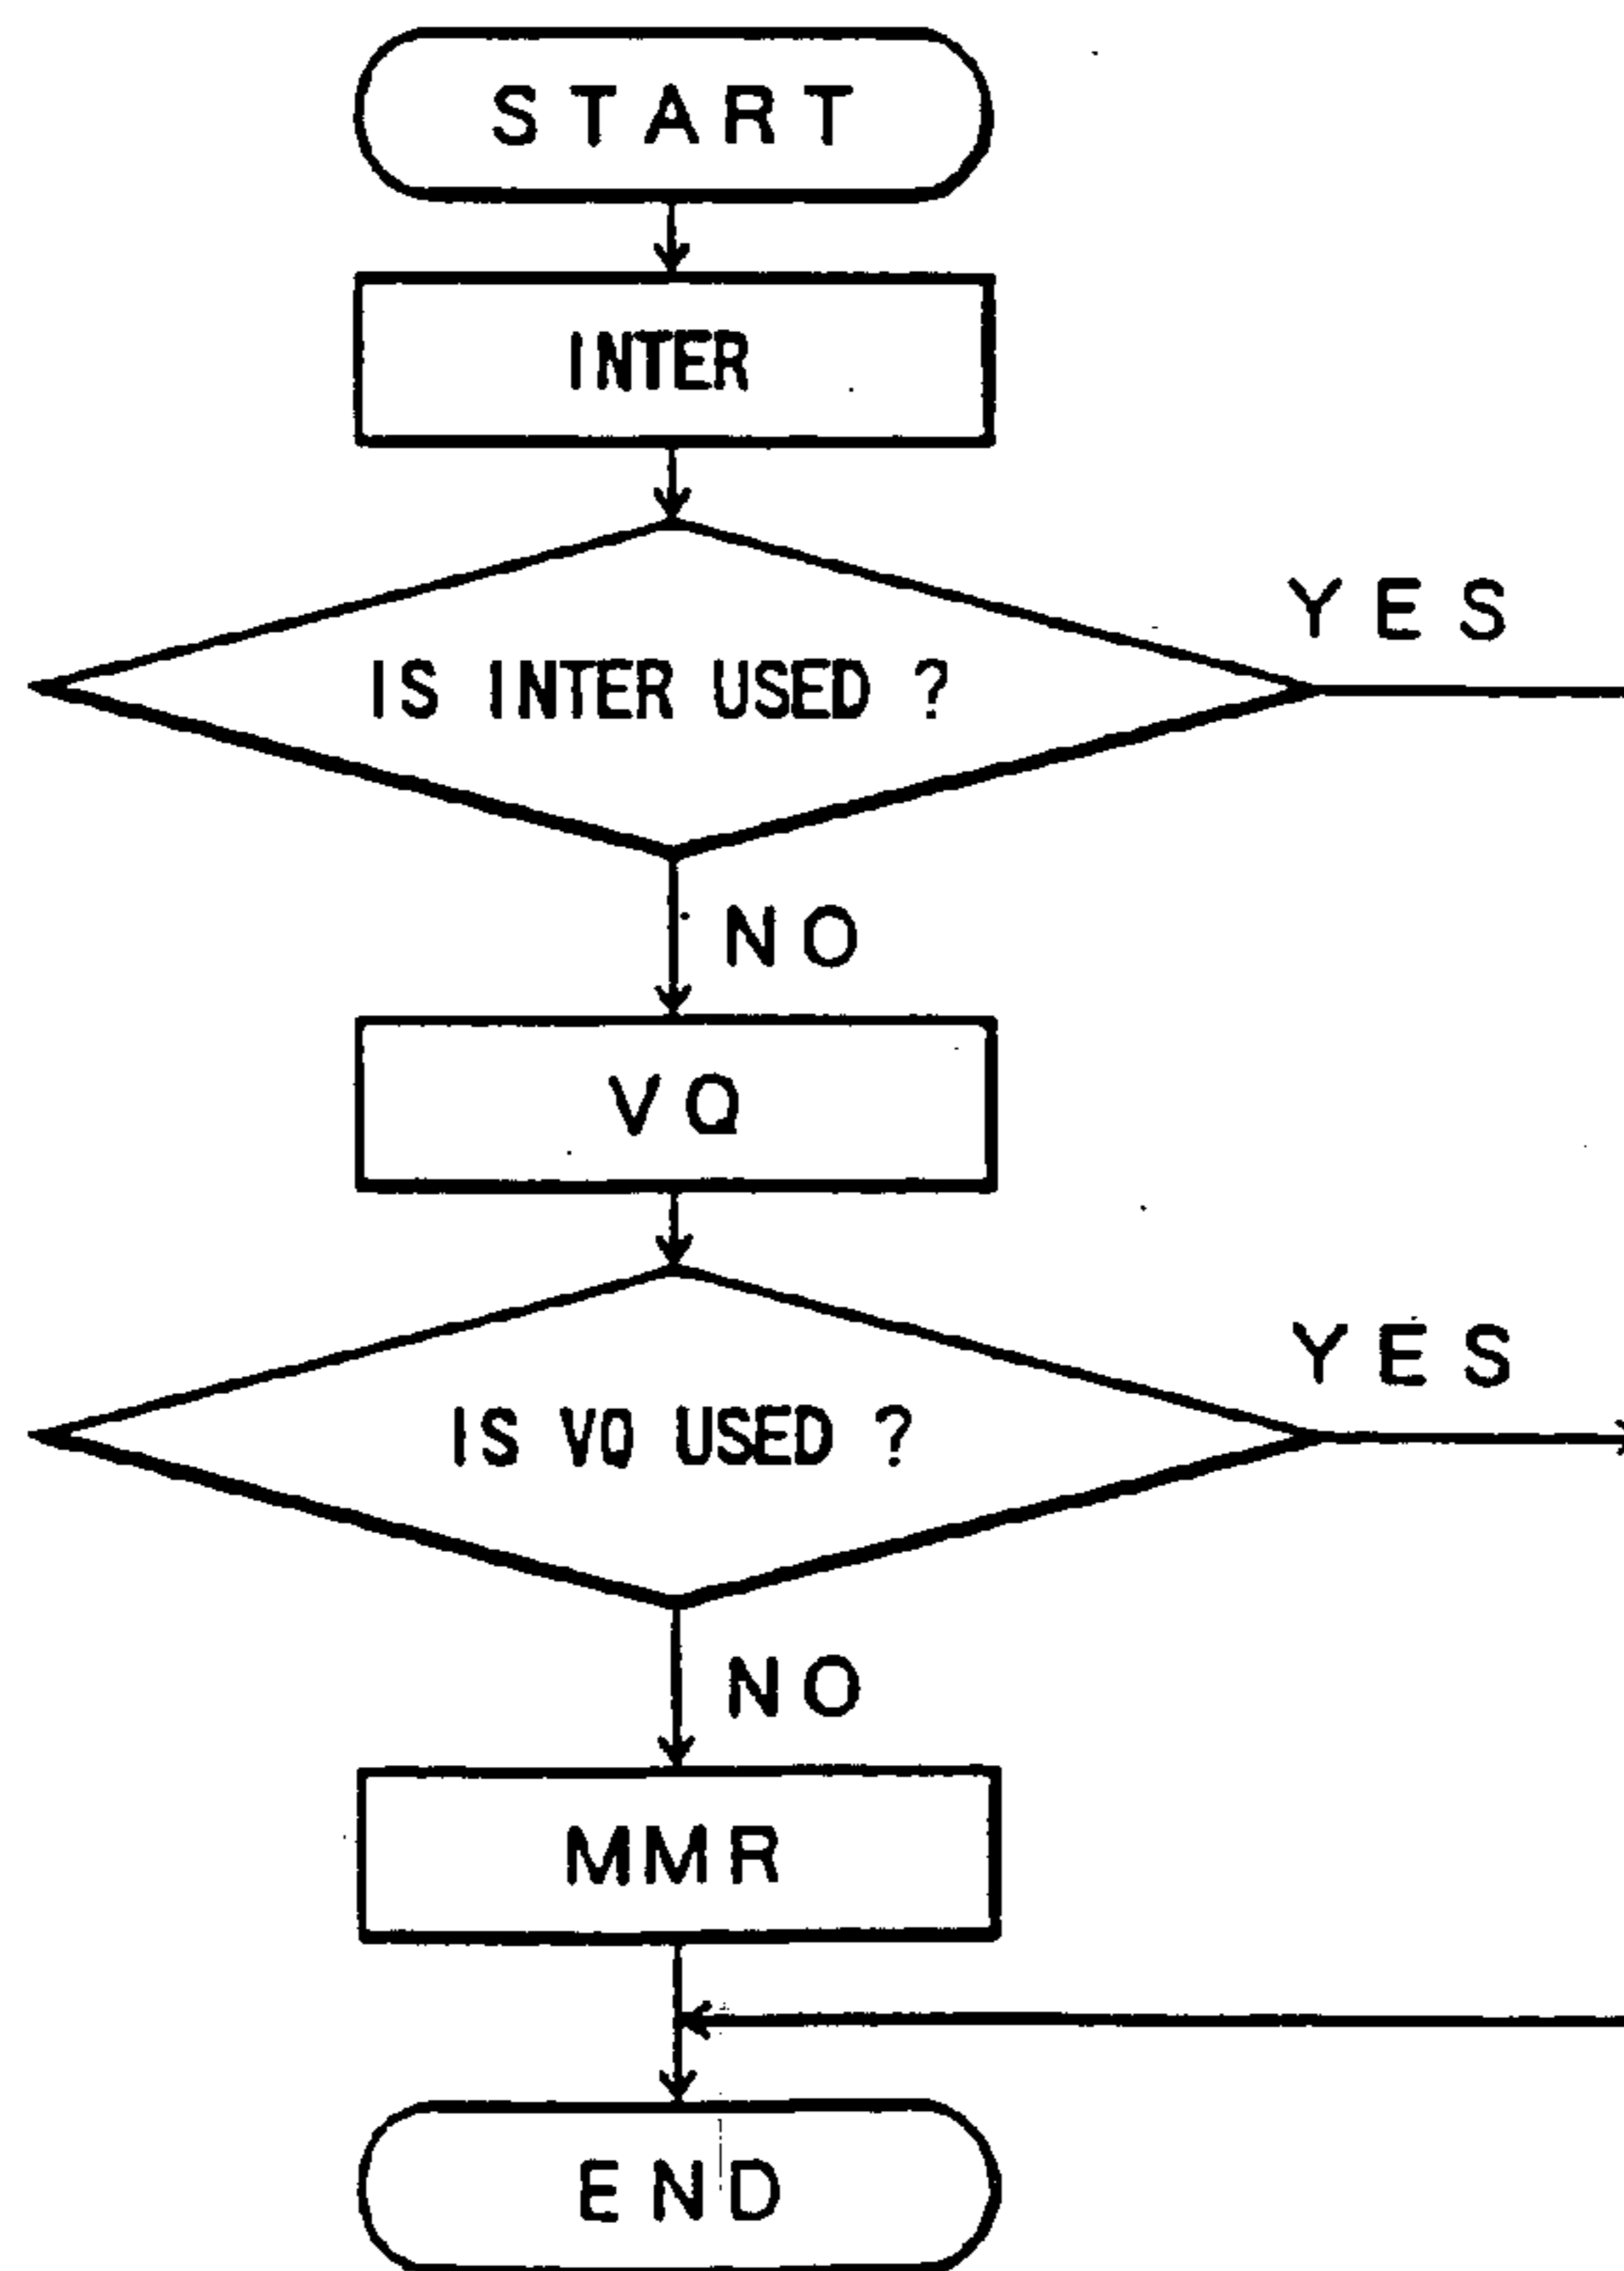 START
INTER
YES
IS INTER USED ?
NO
VQ
YES
IS VQ USED ?
NO
MMR
END